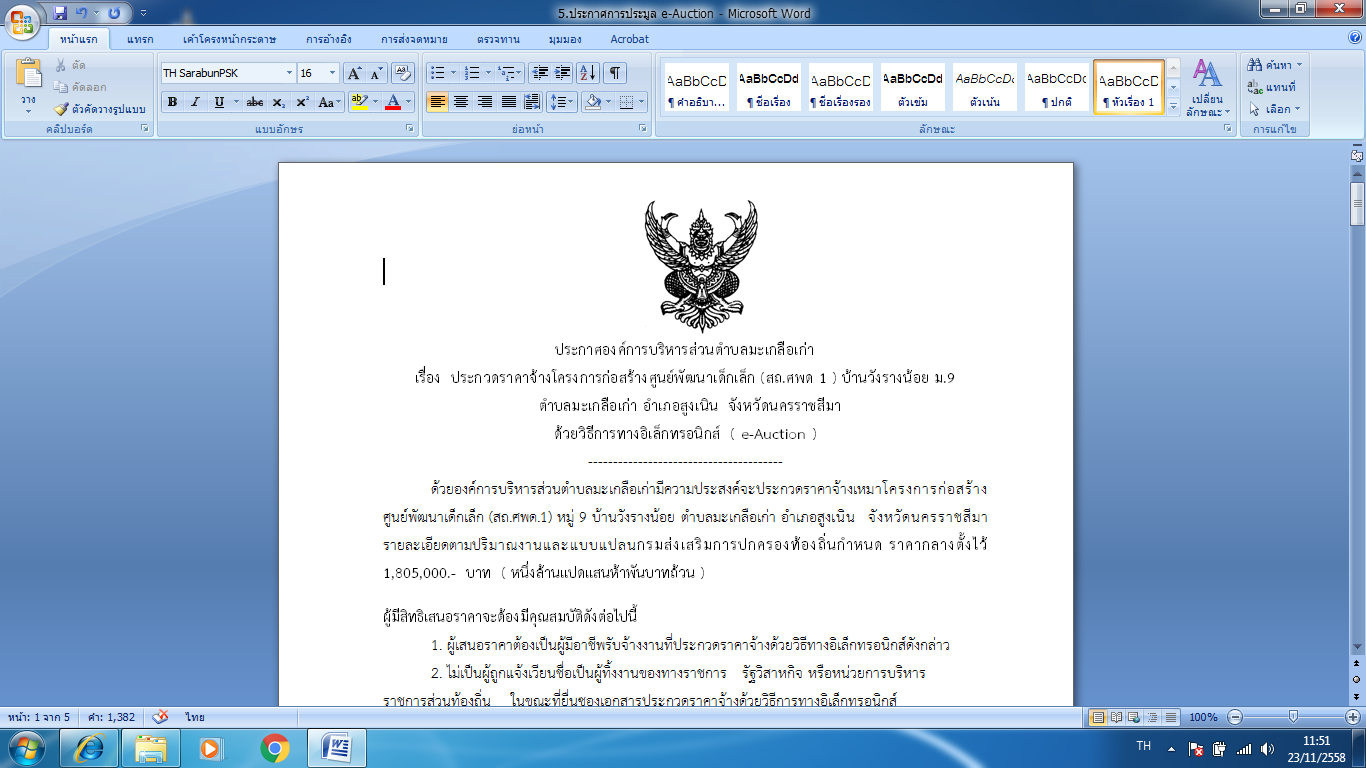 5.ประกาศการประมูล e-Auction - Microsoft Word
หน้าแรก แทรก เค้าโครงหน้ากระดาษ การอ้างอิง การส่งจดหมาย ตรวจทาน มุมมอง Acrobat
วาง
ตัด
คัดลอก
ตัวคัดวางรูปแบบ
คลิปบอร์ด
TH SarabunPSK 16
แบบอักษร
ย่อหน้า
AaBbCcD AaBbCcDd AaBbCcD AaBbCcDd AaBbCcDd AaBbCcDd AaBbCcD
¶ คำอธิบา... ¶ ชื่อเรื่อง ¶ ชื่อเรื่องรอง ตัวเข้ม ตัวเน้น ¶ ปกติ ¶ หัวเรื่อง 1
เปลี่ยน
ลักษณะ
ลักษณะ
ค้นหา
แทนที่
เลือก
การแก้ไข
ประกาศองค์การบริหารส่วนตำบลมะเกลือเก่า
เรื่อง ประกวดราคาจ้างโครงการก่อสร้างศูนย์พัฒนาเด็กเล็ก (สถ.ศพด 1 ) บ้านวังรางน้อย ม.9
ตำบลมะเกลือเก่า อำเภอสูงเนิน จังหวัดนครราชสีมา
ด้วยวิธีการทางอิเล็กทรอนิกส์ ( e-Auction )
---------------------------------------
ด้วยองค์การบริหารส่วนตำบลมะเกลือเก่ามีความประสงค์จะประกวดราคาจ้างเหมาโครงการก่อสร้าง
ศูนย์พัฒนาเด็กเล็ก (สถ.ศพด.1) หมู่ 9 บ้านวังรางน้อย ตำบลมะเกลือเก่า อำเภอสูงเนิน จังหวัดนครราชสีมา
รายละเอียดตามปริมาณงานและแบบแปลนกรมส่งเสริมการปกครองท้องถิ่นกำหนด ราคากลางตั้งไว้
1,805,000.- บาท ( หนึ่งล้านแปดแสนห้าพันบาทถ้วน )
ผู้มีสิทธิเสนอราคาจะต้องมีคุณสมบัติดังต่อไปนี้
1. ผู้เสนอราคาต้องเป็นผู้มีอาชีพรับจ้างงานที่ประกวดราคาจ้างด้วยวิธีทางอิเล็กทรอนิกส์ดังกล่าว
2. ไม่เป็นผู้ถูกแจ้งเวียนชื่อเป็นผู้ทิ้งงานของทางราชการ รัฐวิสาหกิจ หรือหน่วยการบริหาร
ราชการส่วนท้องถิ่น ในขณะที่ยื่นซองเอกสารประกวดราคาจ้างด้วยวิธีการทางอิเล็กทรอนิกส์
หน้า: 1 จาก 5 คำ: 1,382 ไทย 100%
TH 11:51
23/11/2558